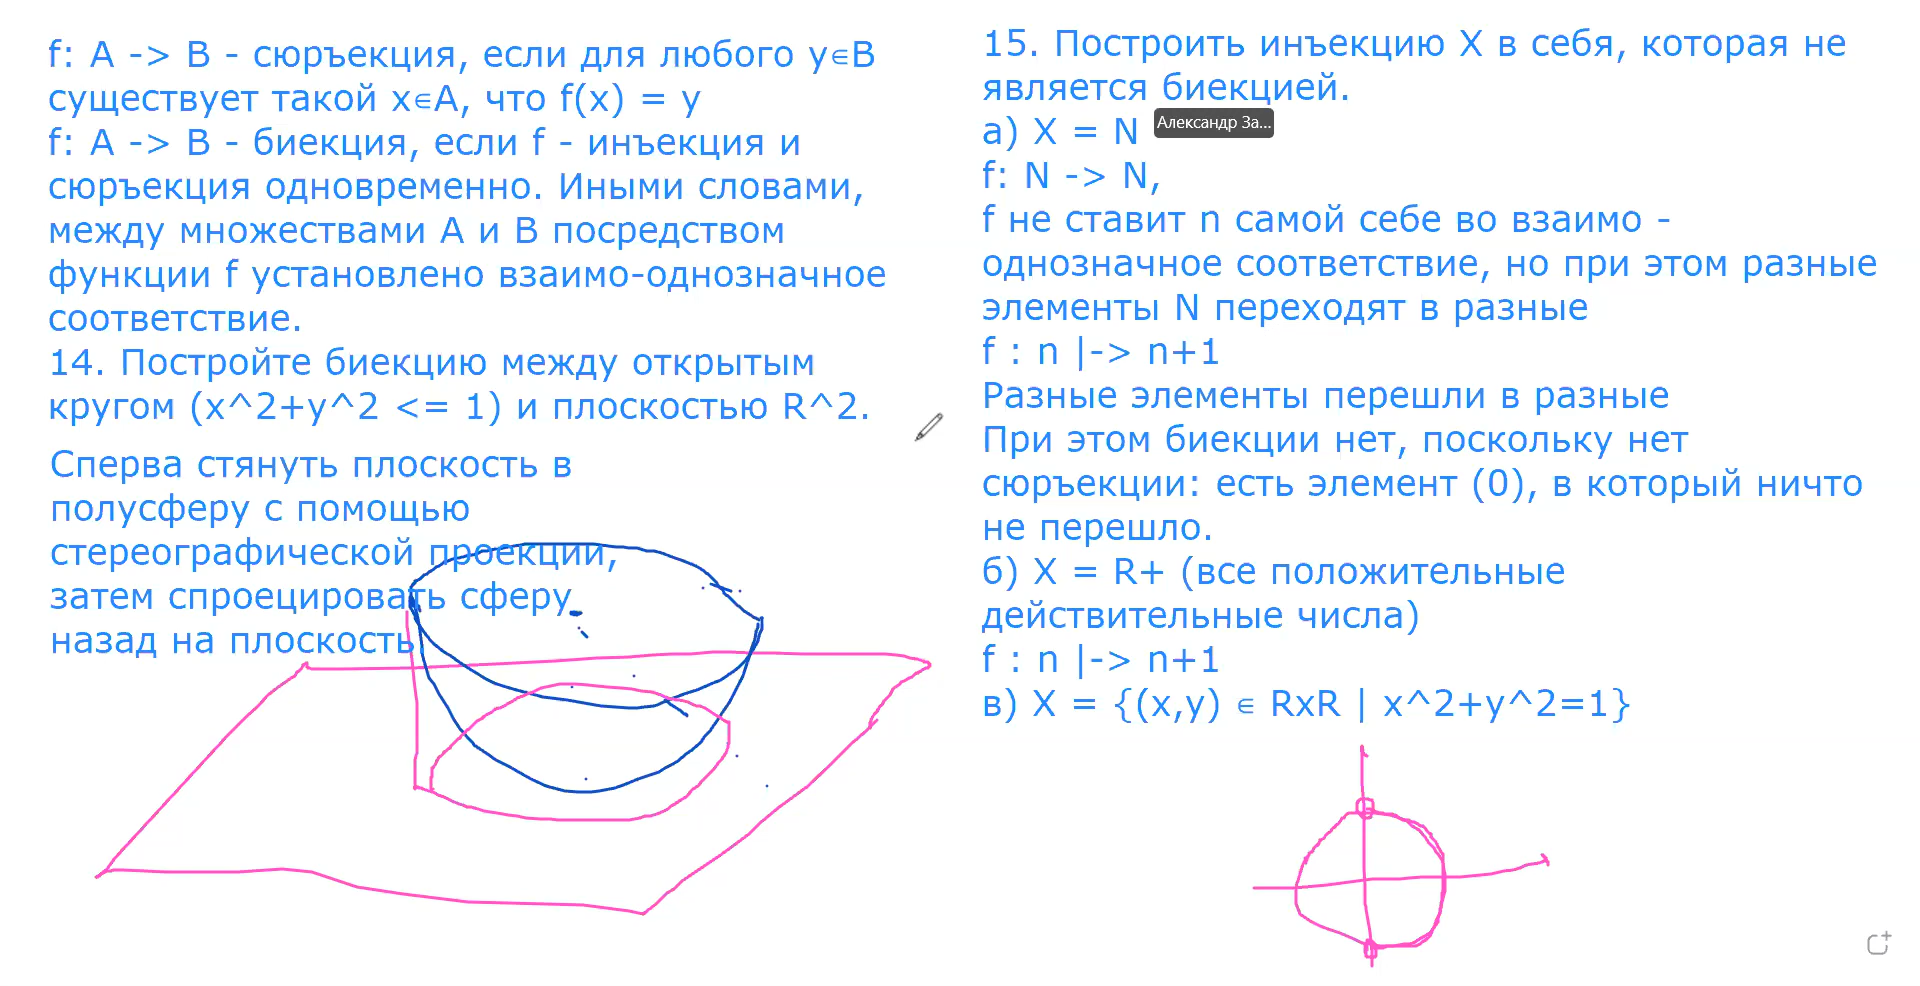 f: A -> B - сюръекция, если для любого y∈B
существует такой x∈A, что f(x) = y
f: A -> B - биекция, если f - инъекция и
сюръекция одновременно. Иными словами,
между множествами A и B посредством
функции f установлено взаимо-однозначное
соответствие.
14. Постройте биекцию между открытым
кругом (x^2+y^2 <= 1) и плоскостью R^2.
Сперва стянуть плоскость в
полусферу с помощью
стереографической проекции,
затем спроецировать сферу
назад на плоскость
15. Построить инъекцию X в себя, которая не
является биекцией.
Александр За...
а) X = N
f: N -> N,
f не ставит n самой себе во взаимо -
однозначное соответствие, но при этом разные
элементы N переходят в разные
f : n |-> n+1
Разные элементы перешли в разные
При этом биекции нет, поскольку нет
сюръекции: есть элемент (0), в который ничто
не перешло.
б) X = R+ (все положительные
действительные числа)
f : n |-> n+1
в) X = {(x,y) ∈ RxR | x^2+y^2=1}